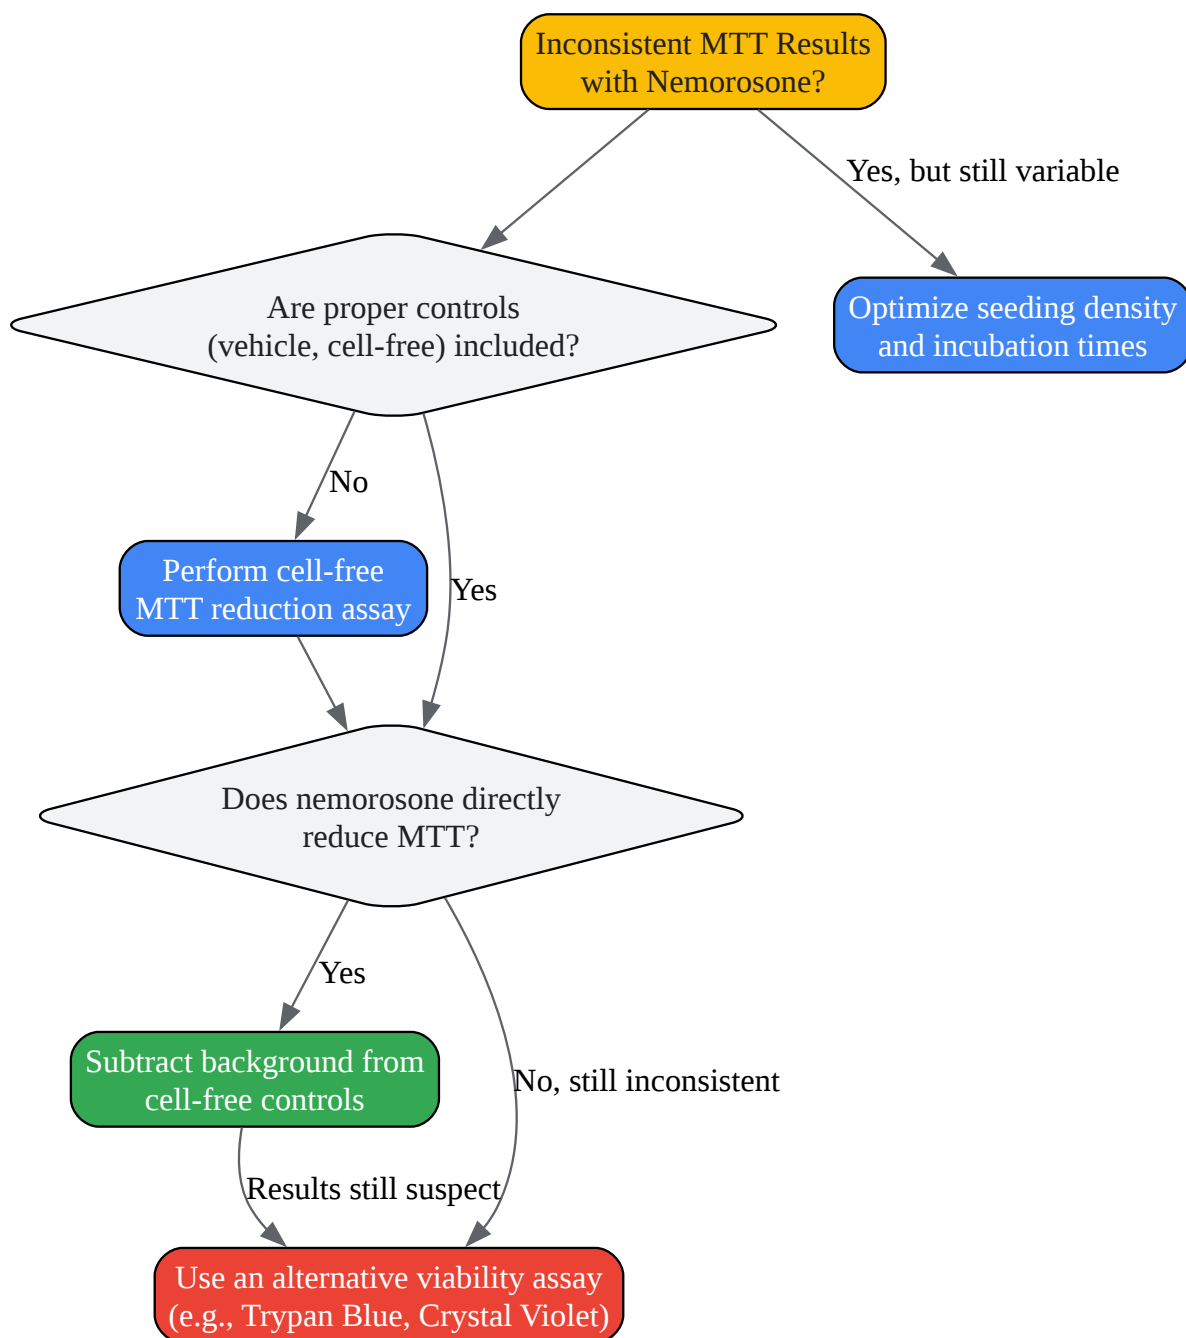 Inconsistent MTT Results
with Nemorosone?
Yes, but still variable
Optimize seeding density
and incubation times
Are proper controls
(vehicle, cell-free) included?
No
Perform cell-free
MTT reduction assay
Yes
Does nemorosone directly
reduce MTT?
Yes
Subtract background from
cell-free controls
No, still inconsistent
Results still suspect
Use an alternative viability assay
(e.g., Trypan Blue, Crystal Violet)